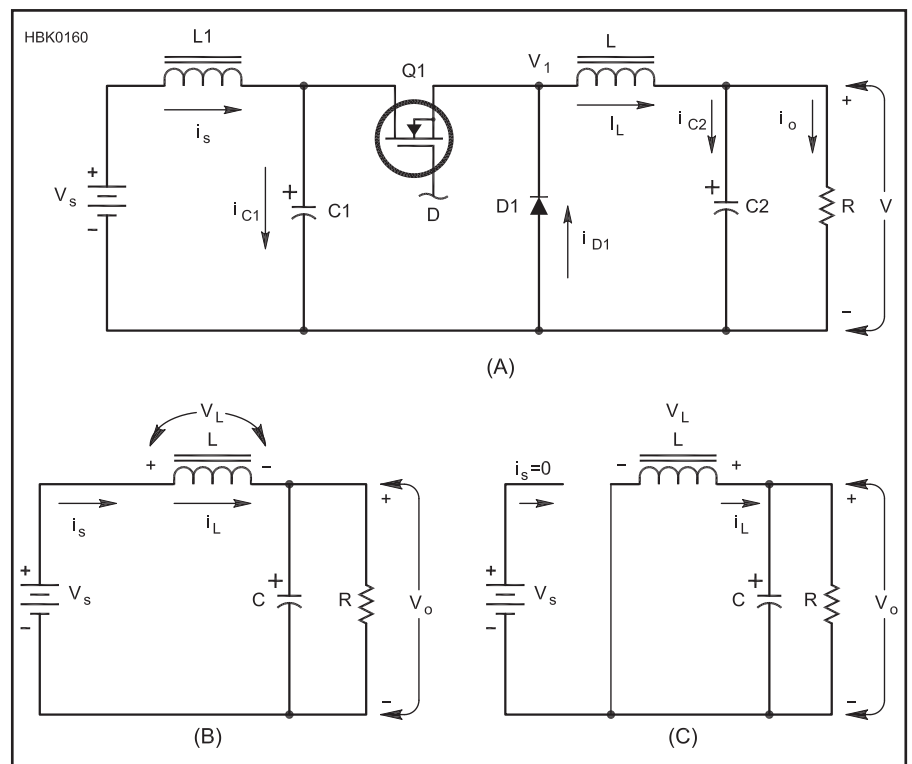 HBK0160
L1
Q1
V1
L
is
IL
iC2
io
+
+
Vs
-
iC1
+
C1
D
D1
iD1
+
C2
R
V
-
(A)
VL
L
+
-
is
iL
+
+
Vs
-
+
C
R
Vo
-
(B)
VL
L
is=0
-
+
iL
+
+
Vs
-
+
C
R
Vo
-
(C)